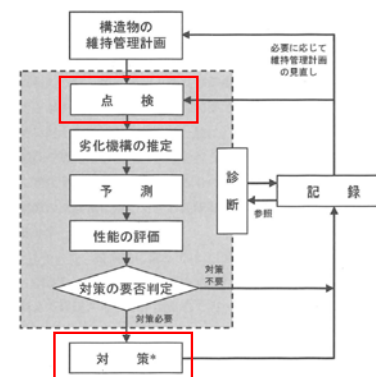 構造物の
維持管理計画
必要に応じて
維持管理計画
の見直し
点 検
劣化機構の推定
予 測
診
断
記 録
参照
性能の評価
対策
不要
対策の要否判定
対策必要
対 策*